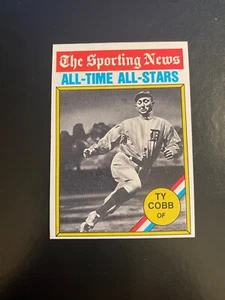 The Sporting News
ALL-TIME ALL-STARS
D
TY
COBB
OF